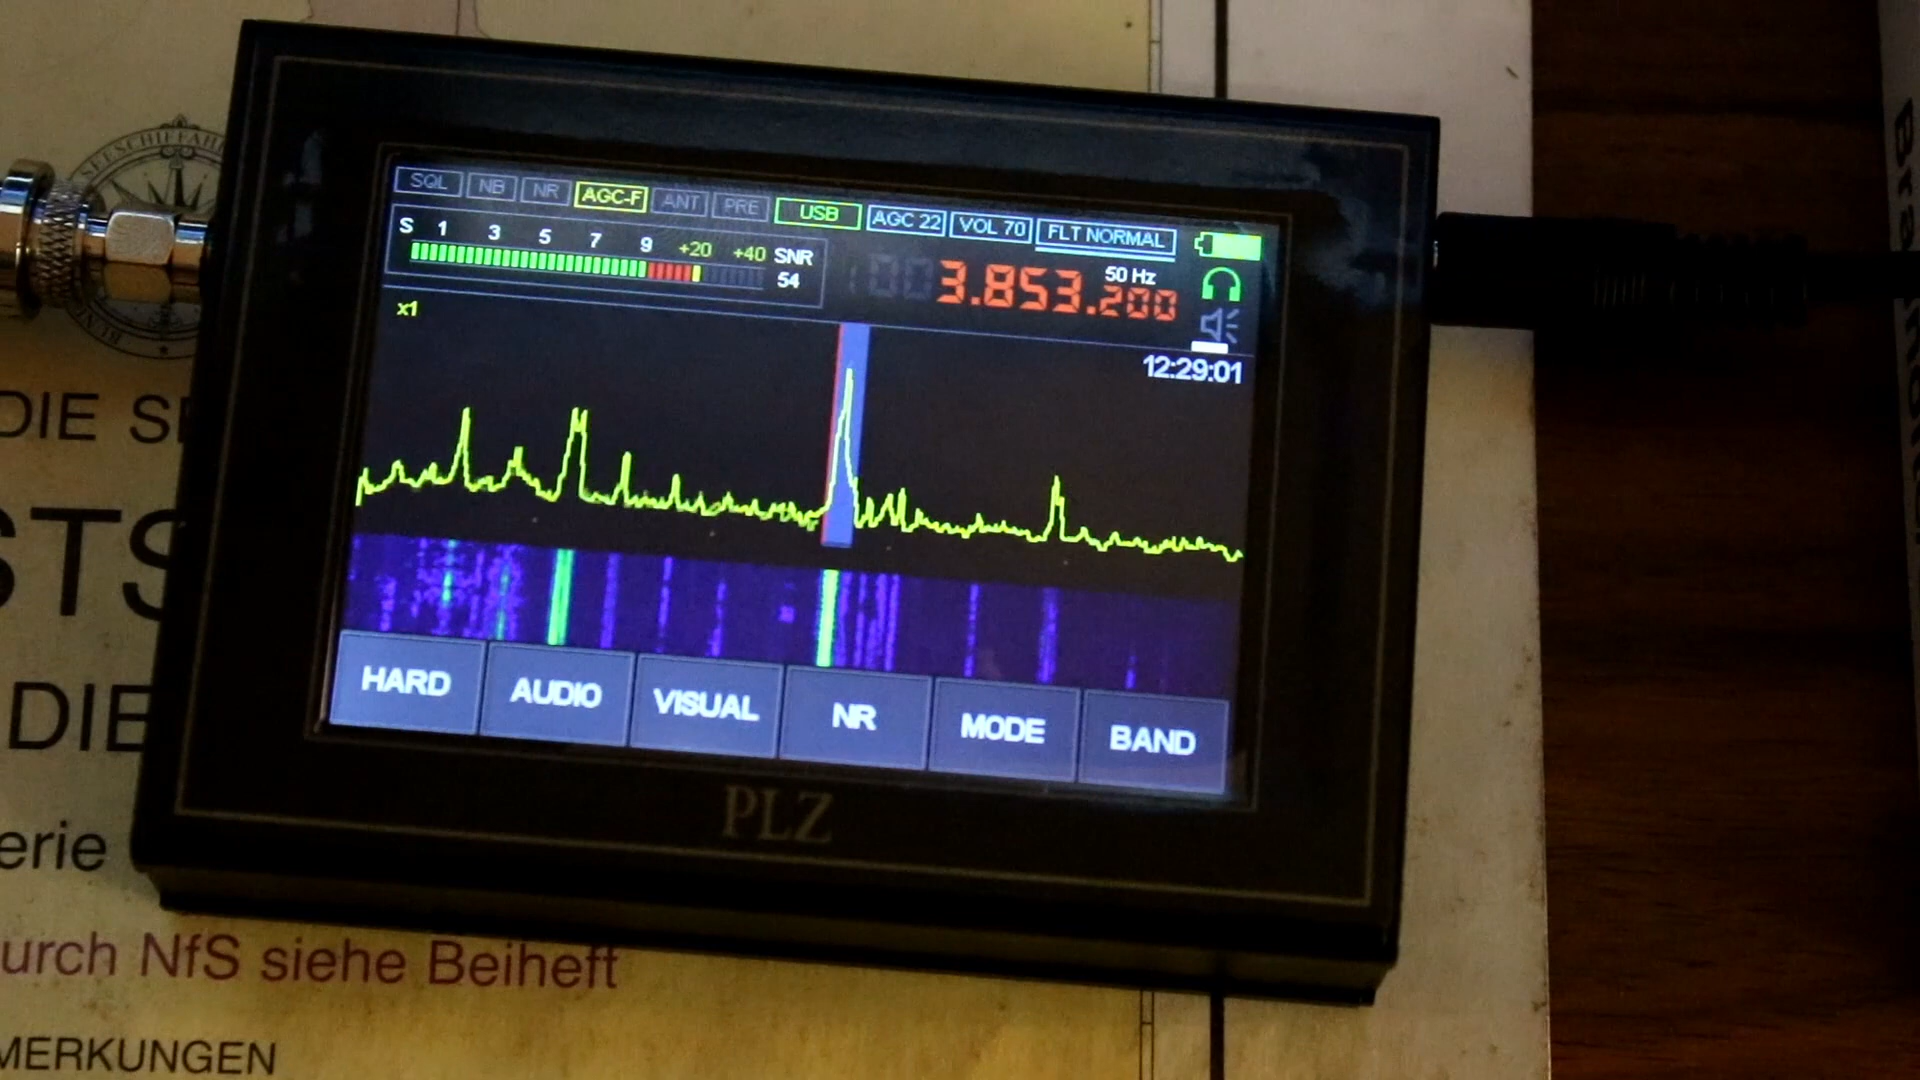 SQL NB NR AGC-F ANT PRE USB AGC 22 VOL 70 FLT NORMAL
S 1 3 5 7 9 +20 +40 SNR
54
50 Hz
3.853.200
x1
12:29:01
HARD AUDIO VISUAL NR MODE BAND
PLZ
SEESCHIFFAH
DIE SE
STS
DIE
erie
urch NfS siehe Beiheft
MERKUNGEN